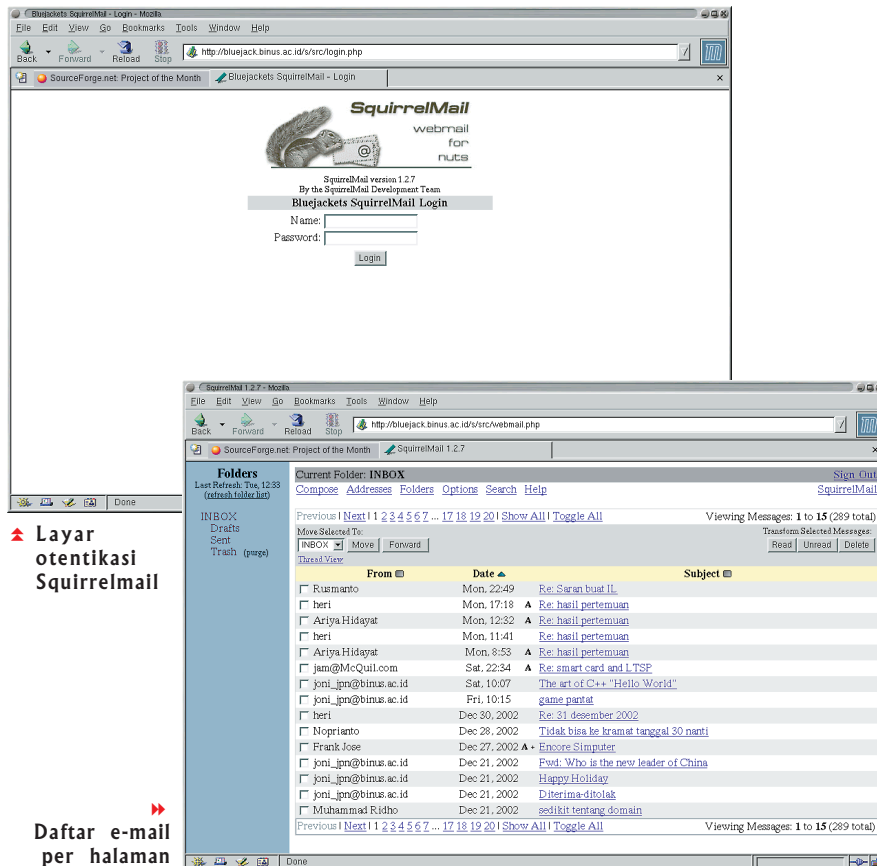 Bluejackets SquirrelMail - Login - Mozilla
File Edit View Go Bookmarks Tools Window Help
Back Forward Reload Stop http://bluejack.binus.ac.id/s/src/login.php
SourceForge.net: Project of the Month Bluejackets SquirrelMail - Login
SquirrelMail
webmail
for
nuts
@
SquirrelMail version 1.2.7
By the SquirrelMail Development Team
Bluejackets SquirrelMail Login
Name:
Password:
Login
Done
Layar
otentikasi
Squirrelmail
SquirrelMail 1.2.7 - Mozilla
File Edit View Go Bookmarks Tools Window Help
Back Forward Reload Stop http://bluejack.binus.ac.id/s/src/webmail.php
SourceForge.net: Project of the Month SquirrelMail 1.2.7
Folders
Last Refresh: Tue, 12:33
(refresh folder list)
INBOX
Drafts
Sent
Trash (purge)
Current Folder: INBOX Sign Out
Compose Addresses Folders Options Search Help SquirrelMail
Previous | Next | 1 2 3 4 5 6 7 ... 17 18 19 20 | Show All | Toggle All Viewing Messages: 1 to 15 (289 total)
Move Selected To: Transform Selected Messages:
INBOX Move Forward Read Unread Delete
Thread View
From Date Subject
Rusmanto Mon, 22:49 Re: Saran buat IL
heri Mon, 17:18 A Re: hasil pertemuan
Ariya Hidayat Mon, 12:32 A Re: hasil pertemuan
heri Mon, 11:41 Re: hasil pertemuan
Ariya Hidayat Mon, 8:53 A Re: hasil pertemuan
jam@McQuil.com Sat, 22:34 A Re: smart card and LTSP
joni_jpn@binus.ac.id Sat, 10:07 The art of C++ "Hello World"
joni_jpn@binus.ac.id Fri, 10:15 game pantat
heri Dec 30, 2002 Re: 31 desember 2002
Noprianto Dec 28, 2002 Tidak bisa ke kramat tanggal 30 nanti
Frank Jose Dec 27, 2002 A + Encore Simputer
joni_jpn@binus.ac.id Dec 21, 2002 Fwd: Who is the new leader of China
joni_jpn@binus.ac.id Dec 21, 2002 Happy Holiday
joni_jpn@binus.ac.id Dec 21, 2002 Diterima-ditolak
Muhammad Ridho Dec 21, 2002 sedikit tentang domain
Previous | Next | 1 2 3 4 5 6 7 ... 17 18 19 20 | Show All | Toggle All Viewing Messages: 1 to 15 (289 total)
Done
Daftar e-mail
per halaman